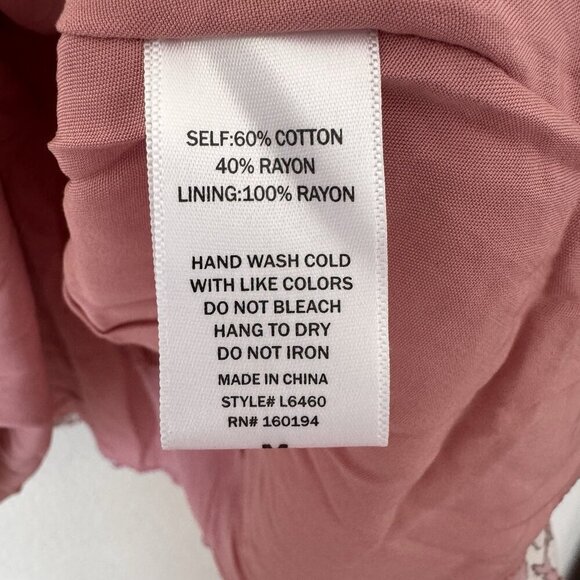 SELF:60% COTTON
40% RAYON
LINING:100% RAYON
HAND WASH COLD
WITH LIKE COLORS
DO NOT BLEACH
HANG TO DRY
DO NOT IRON
MADE IN CHINA
STYLE# L6460
RN# 160194